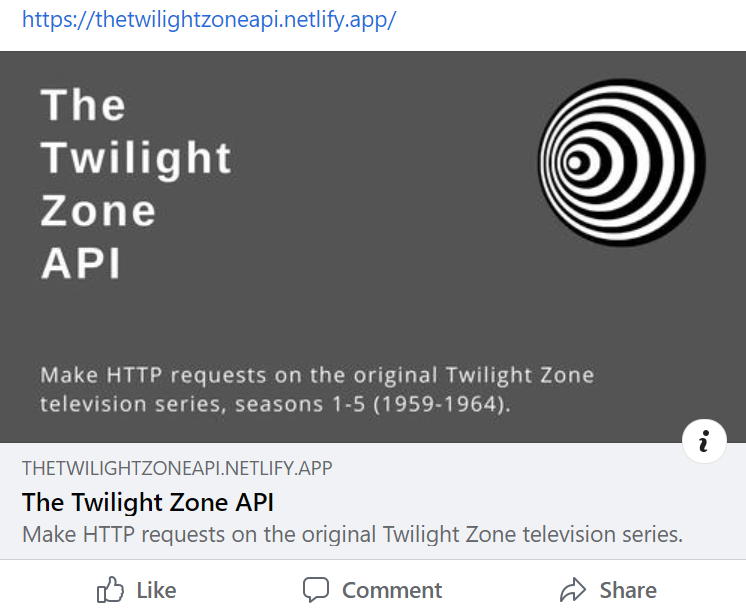 https://thetwilightzoneapi.netlify.app/
The
Twilight
Zone
API
Make HTTP requests on the original Twilight Zone
television series, seasons 1-5 (1959-1964).
i
THETWILIGHTZONEAPI.NETLIFY.APP
The Twilight Zone API
Make HTTP requests on the original Twilight Zone television series.
Like Comment Share